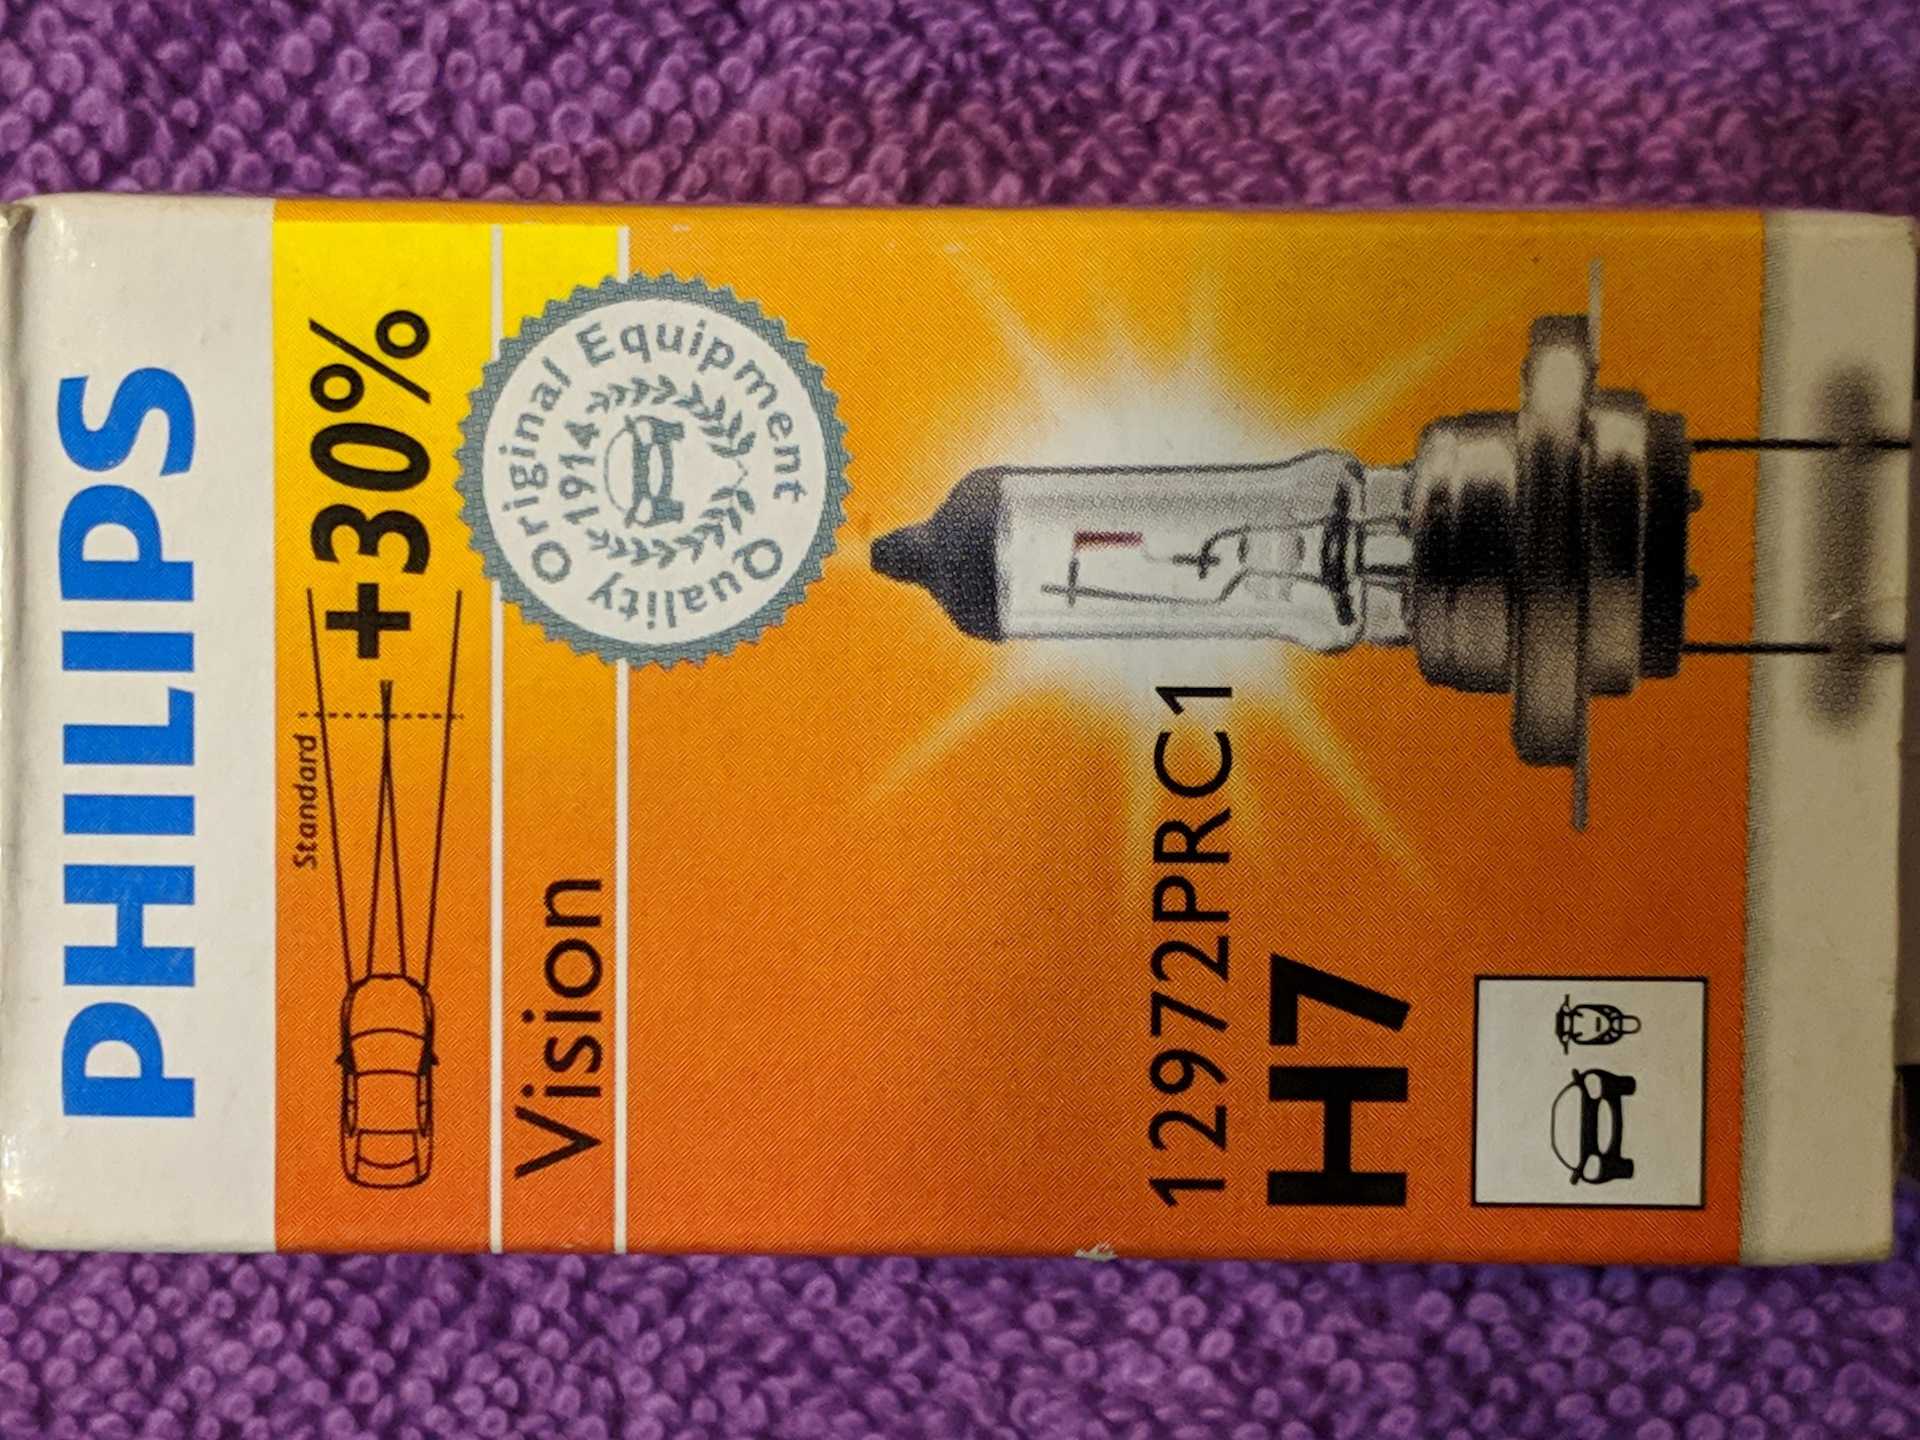 PHILIPS
Standard
+30%
Vision
Original Equipment Quality
1914
12972PRC1
H7